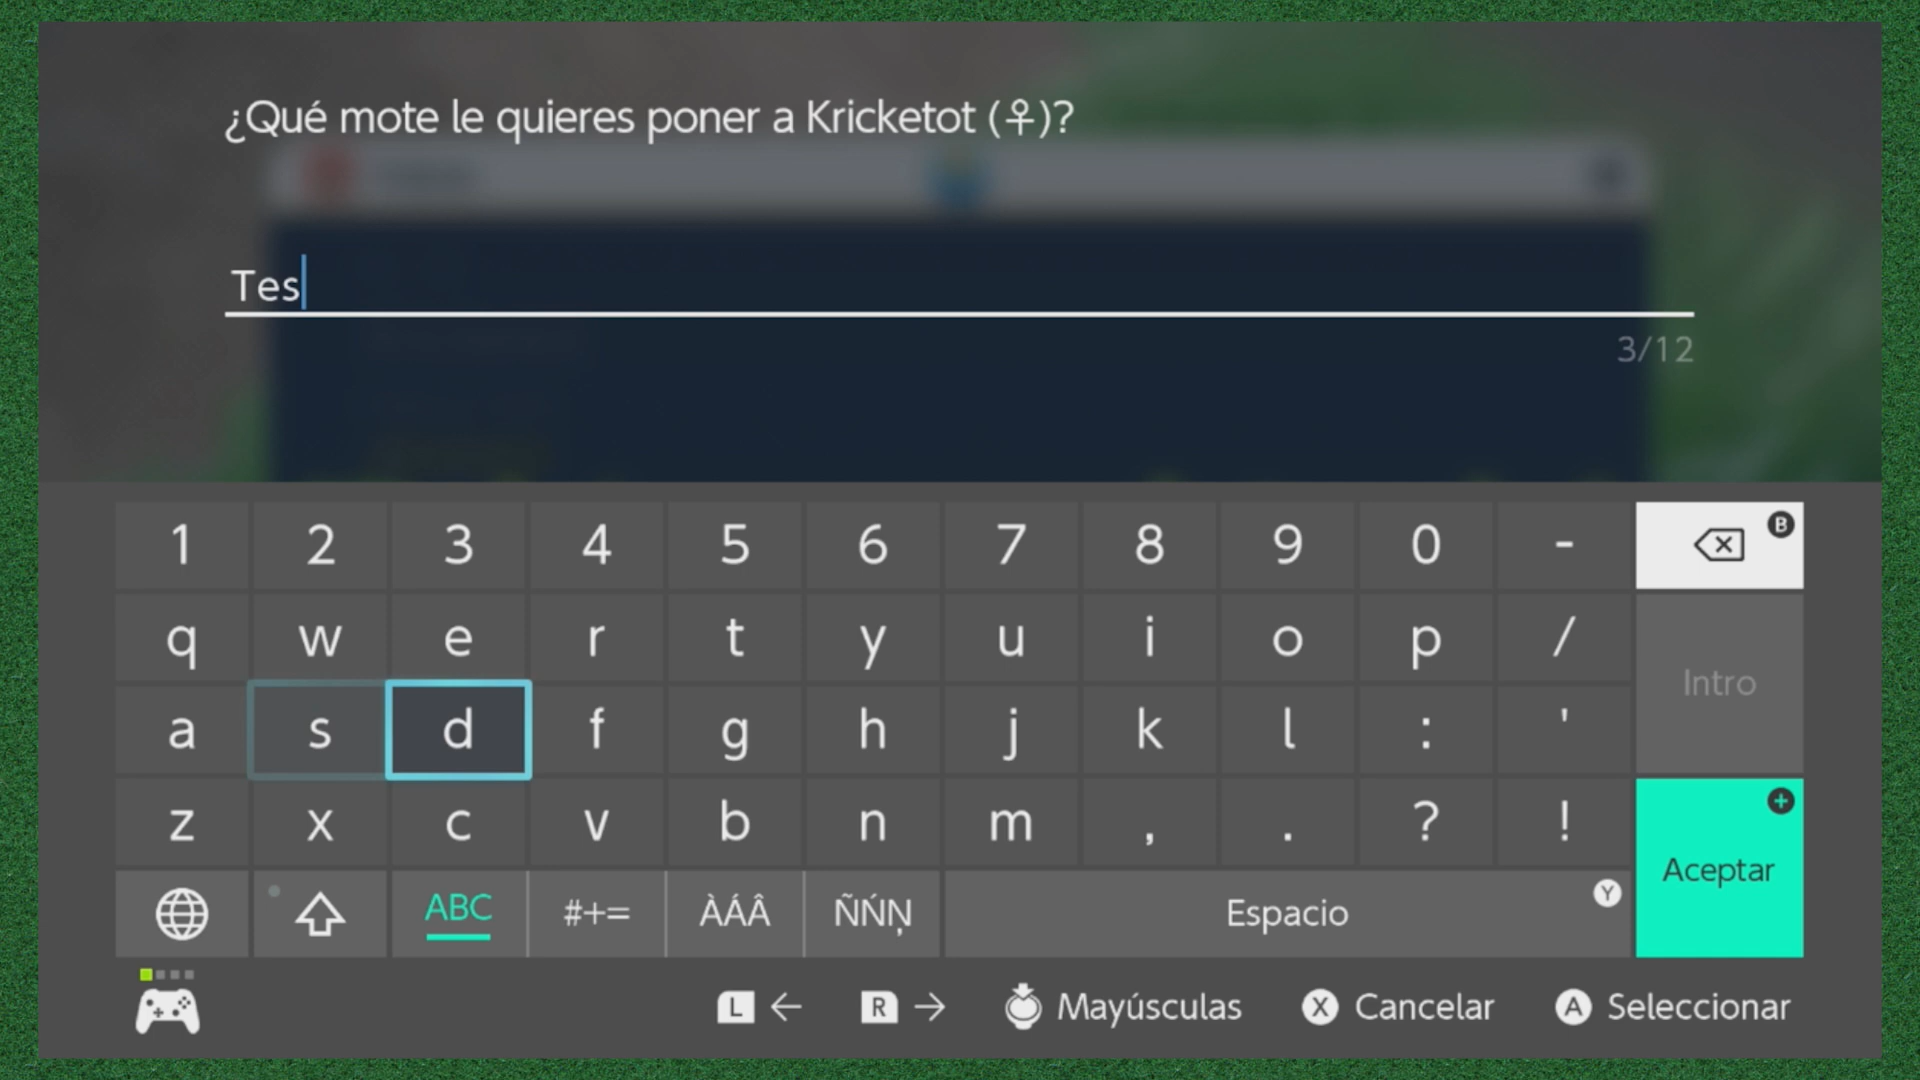 ¿Qué mote le quieres poner a Kricketot (♀)?
Tes
3/12
1 2 3 4 5 6 7 8 9 0 - B
q w e r t y u i o p /
Intro
a s d f g h j k l : '
z x c v b n m , . ? ! +
Aceptar
ABC #+= ÀÁÂ ÑŃŅ Espacio Y
L ← R → Mayúsculas X Cancelar A Seleccionar